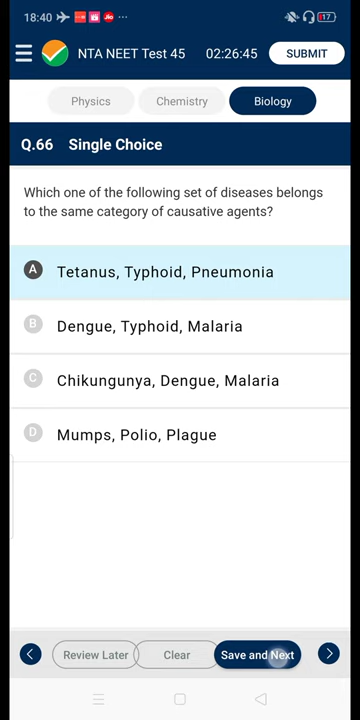 18:40 Jio ... 17
NTA NEET Test 45 02:26:45 SUBMIT
Physics Chemistry Biology
Q.66 Single Choice
Which one of the following set of diseases belongs
to the same category of causative agents?
A Tetanus, Typhoid, Pneumonia
B Dengue, Typhoid, Malaria
C Chikungunya, Dengue, Malaria
D Mumps, Polio, Plague
< Review Later Clear Save and Next >